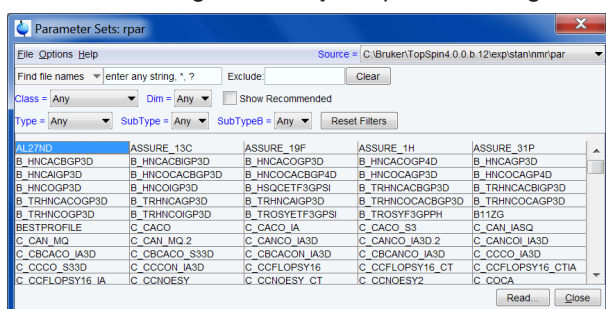 Parameter Sets: rpar
File Options Help Source = C:\Bruker\TopSpin4.0.0.b.12\exp\stan\nmr\par
Find file names enter any string, *, ? Exclude: Clear
Class = Any Dim = Any Show Recommended
Type = Any SubType = Any SubTypeB = Any Reset Filters
AL27ND ASSURE_13C ASSURE_19F ASSURE_1H ASSURE_31P
B_HNCACBGP3D B_HNCACBIGP3D B_HNCACOGP3D B_HNCACOGP4D B_HNCAGP3D
B_HNCAIGP3D B_HNCOCACBGP3D B_HNCOCACBGP4D B_HNCOCAGP3D B_HNCOCAGP4D
B_HNCOGP3D B_HNCOIGP3D B_HSQCETF3GPSI B_TRHNCACBGP3D B_TRHNCACBIGP3D
B_TRHNCACOGP3D B_TRHNCAGP3D B_TRHNCAIGP3D B_TRHNCOCACBGP3D B_TRHNCOCAGP3D
B_TRHNCOGP3D B_TRHNCOIGP3D B_TROSYETF3GPSI B_TROSYF3GPPH B11ZG
BESTPROFILE C_CACO C_CACO_IA C_CACO_S3 C_CAN_IASQ
C_CAN_MQ C_CAN_MQ.2 C_CANCO_IA3D C_CANCO_IA3D.2 C_CANCOI_IA3D
C_CBCACO_IA3D C_CBCACO_S33D C_CBCACON_IA3D C_CBCANCO_IA3D C_CCCO_IA3D
C_CCCO_S33D C_CCCON_IA3D C_CCFLOPSY16 C_CCFLOPSY16_CT C_CCFLOPSY16_CTIA
C_CCFLOPSY16_IA C_CCNOESY C_CCNOESY_CT C_CCNOESY2 C_COCA
Read... Close